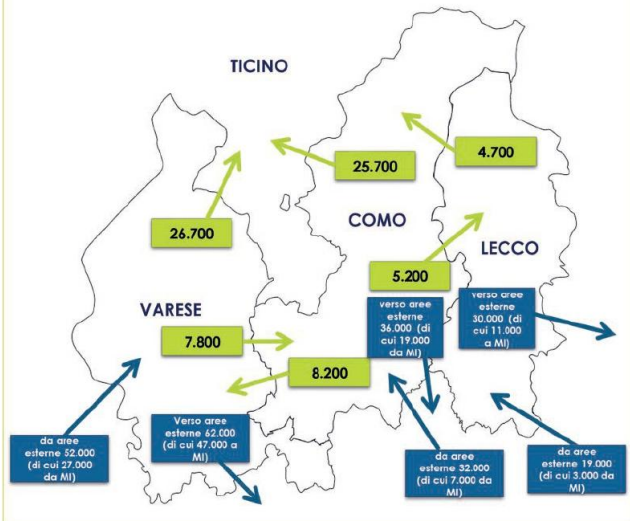 TICINO
4.700
25.700
COMO
26.700
LECCO
5.200
verso aree
esterne
36.000 (di
cui 19.000
da MI)
verso aree
esterne
30.000 (di
cui 11.000
a MI)
VARESE
7.800
8.200
Verso aree
esterne 62.000
(di cui 47.000 a
MI)
da aree
esterne 52.000
(di cui 27.000
da MI)
da aree
esterne 32.000
(di cui 7.000 da
MI)
da aree
esterne 19.000
(di cui 3.000 da
MI)